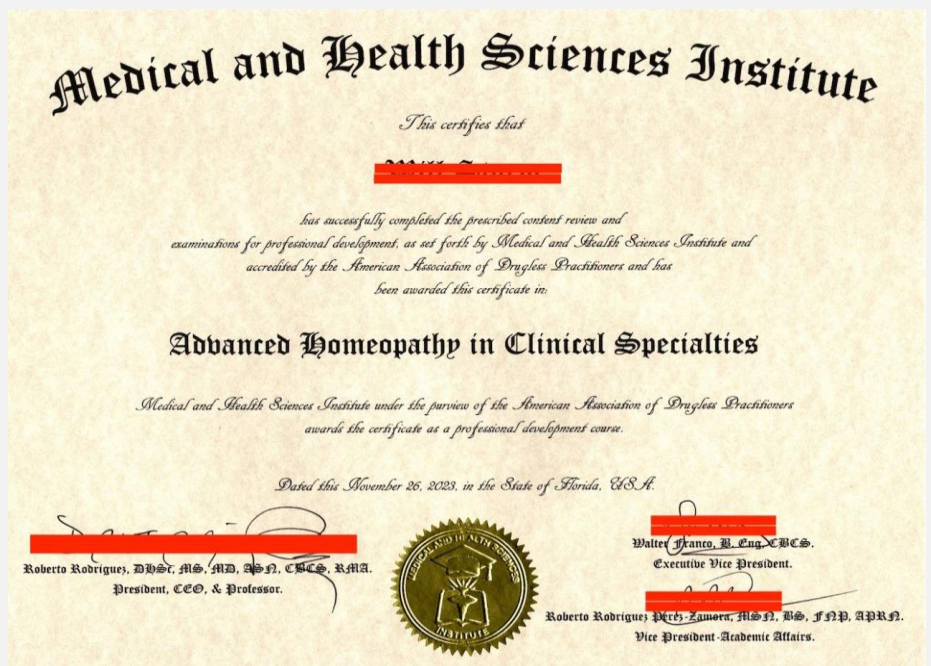 Medical and Health Sciences Institute
This certifies that
has successfully completed the prescribed content review and
examinations for professional development, as set forth by Medical and Health Sciences Institute and
accredited by the American Association of Drugless Practitioners and has
been awarded this certificate in:
Advanced Homeopathy in Clinical Specialties
Medical and Health Sciences Institute under the purview of the American Association of Drugless Practitioners
awards the certificate as a professional development course.
Dated this November 26, 2023, in the State of Florida, U.S.A.
Roberto Rodriguez, DHSc, MS, MD, ASN, CBCS, RMA.
President, CEO, & Professor.
MEDICAL AND HEALTH SCIENCES
INSTITUTE
Walter Franco, B. Eng, CBCS.
Executive Vice President.
Roberto Rodriguez Pérez-Zamora, MSN, BS, FNP, APRN.
Vice President-Academic Affairs.